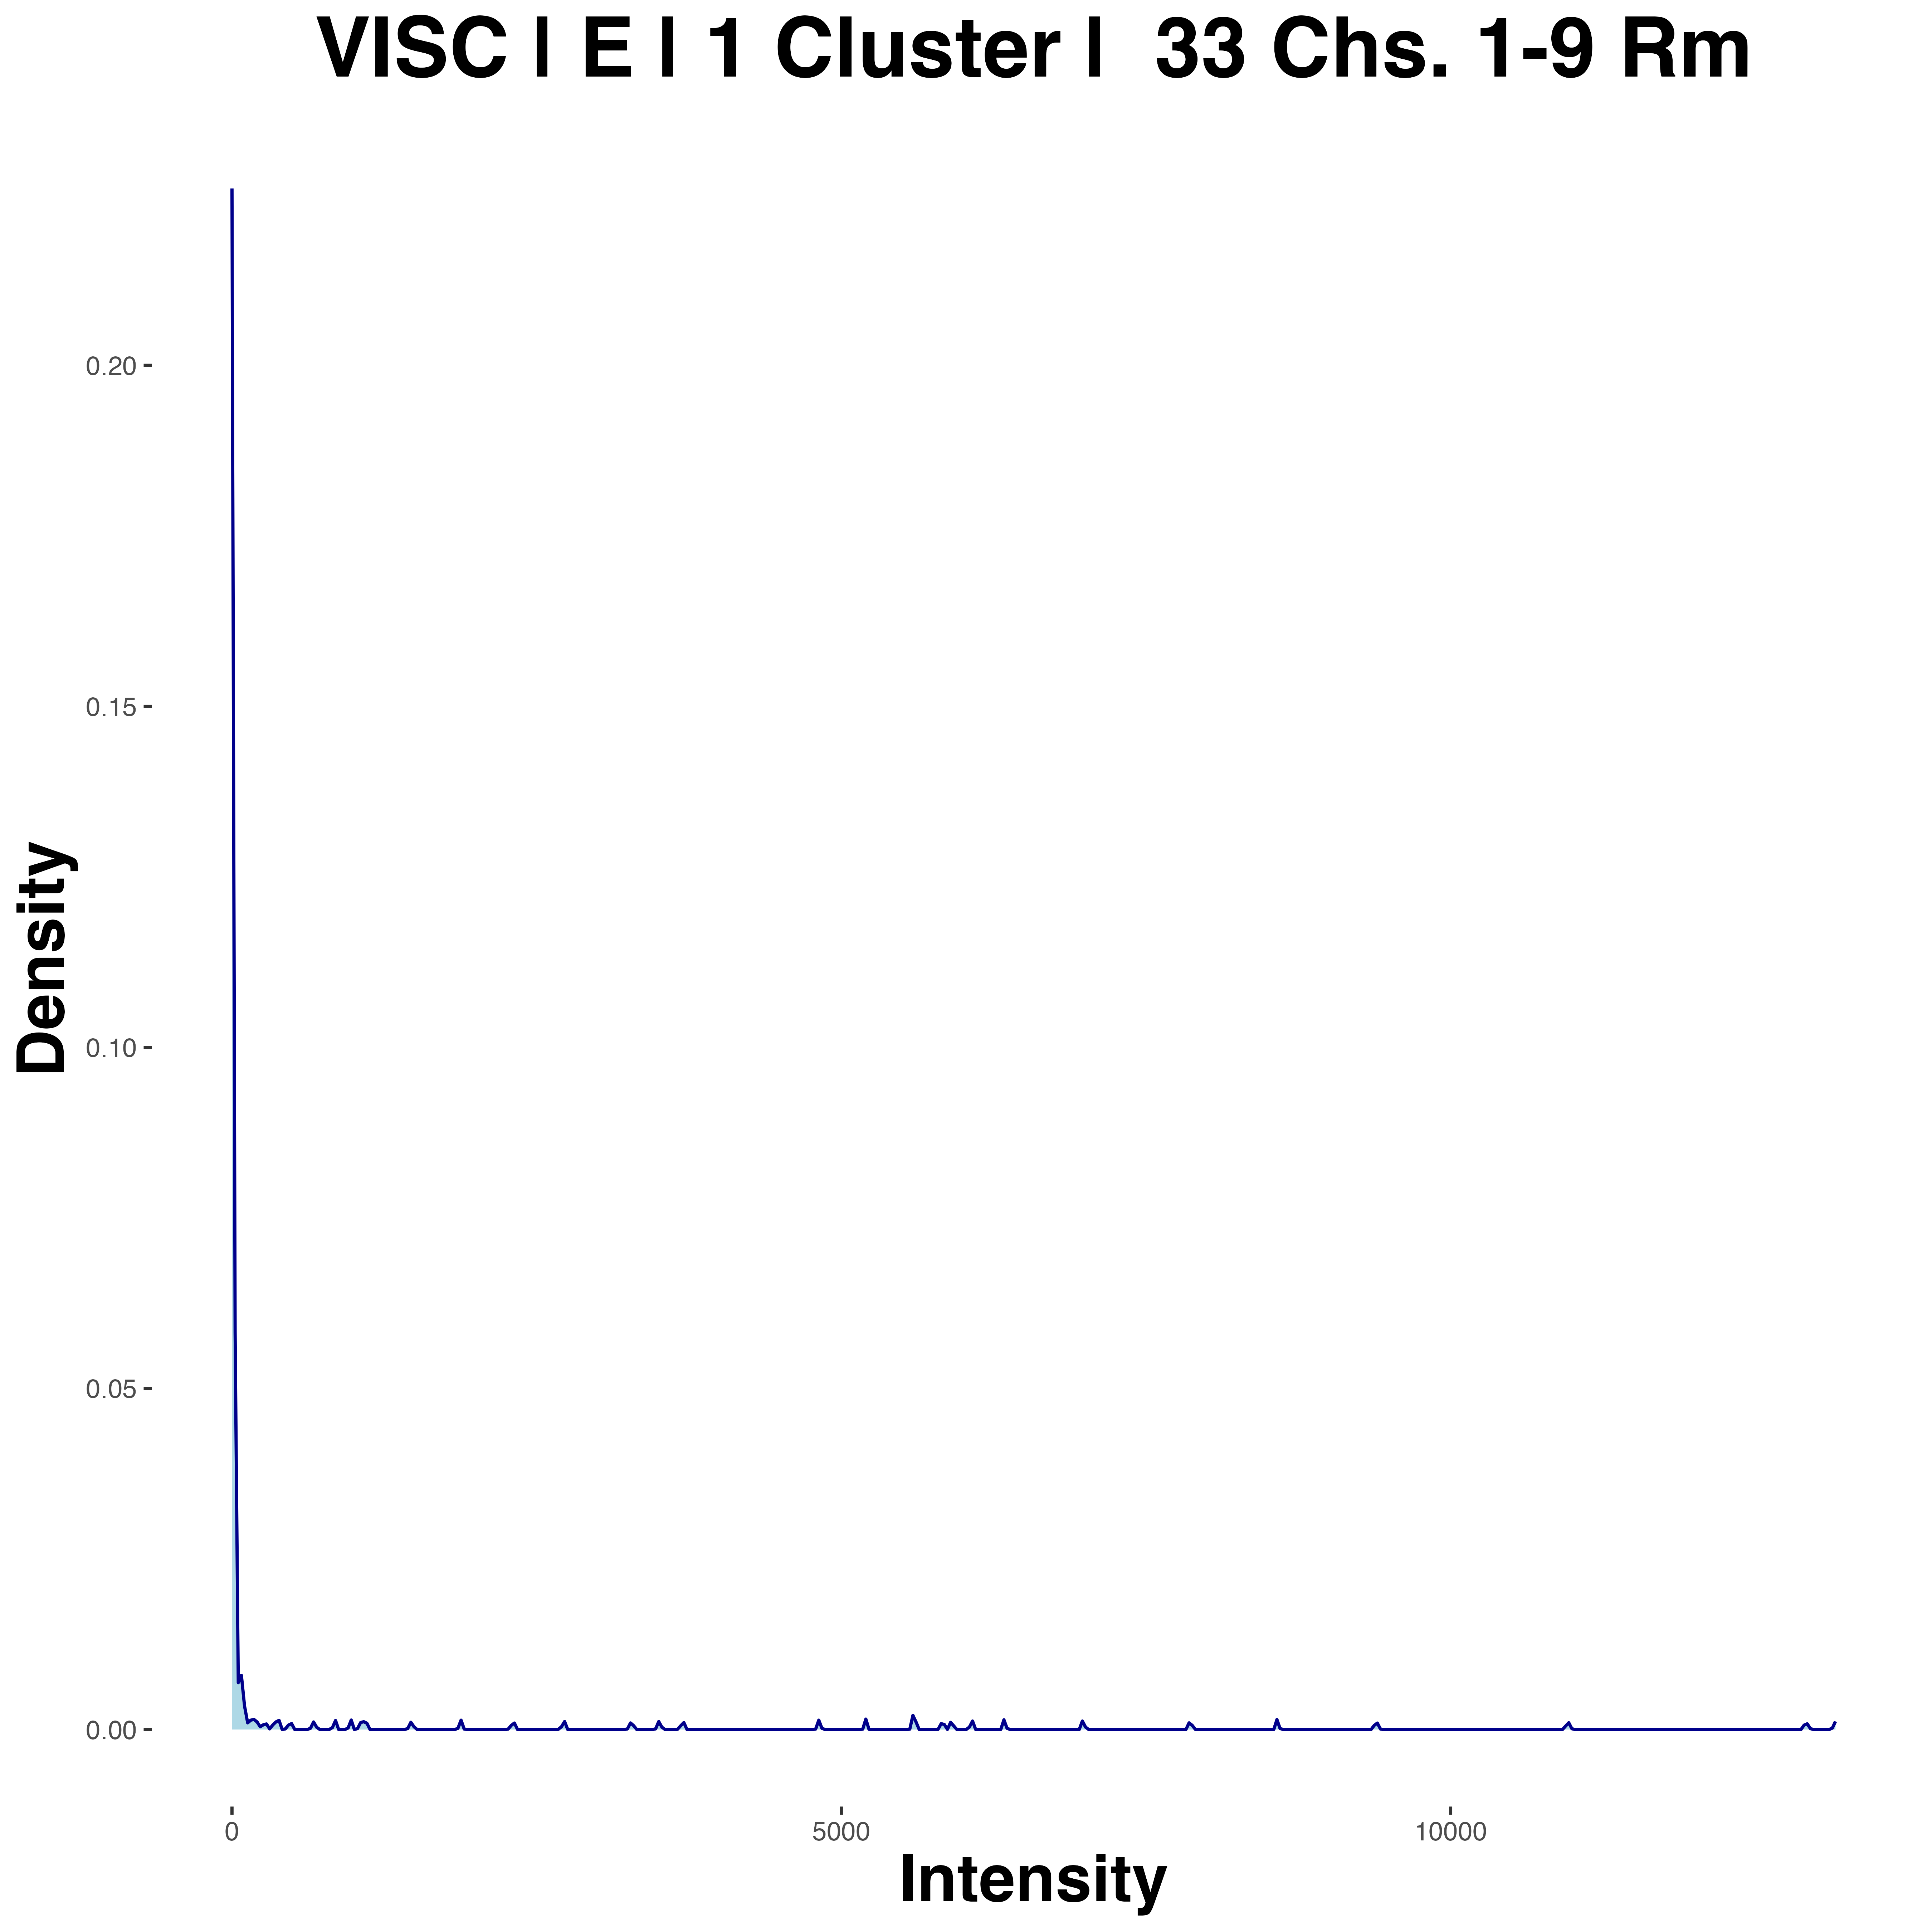 VISC | E | 1 Cluster |  33 Chs. 1-9 Rm
0.20
0.15
0.10
0.05
0.00
Density
0 5000 10000
Intensity